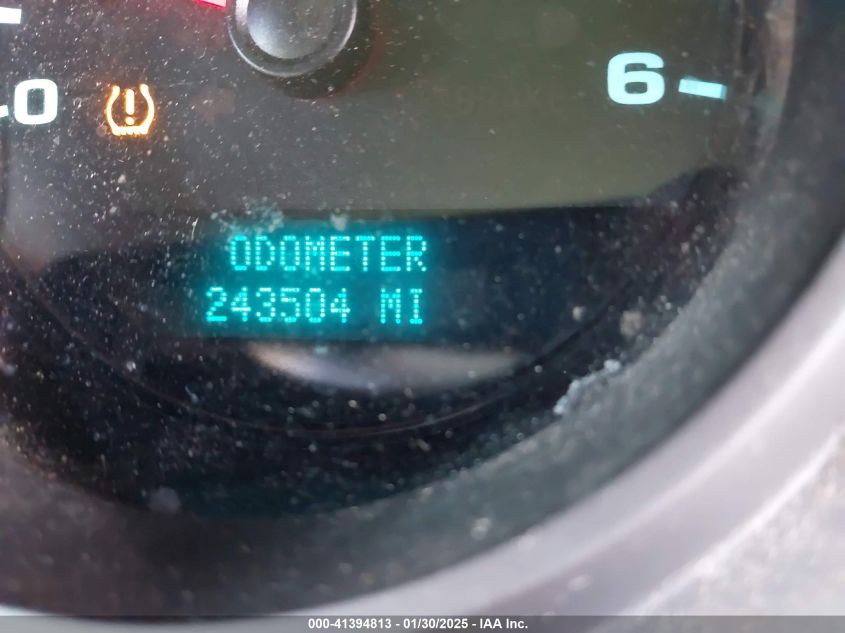 0
6
ODOMETER
243504 MI
000-41394813 - 01/30/2025 - IAA Inc.